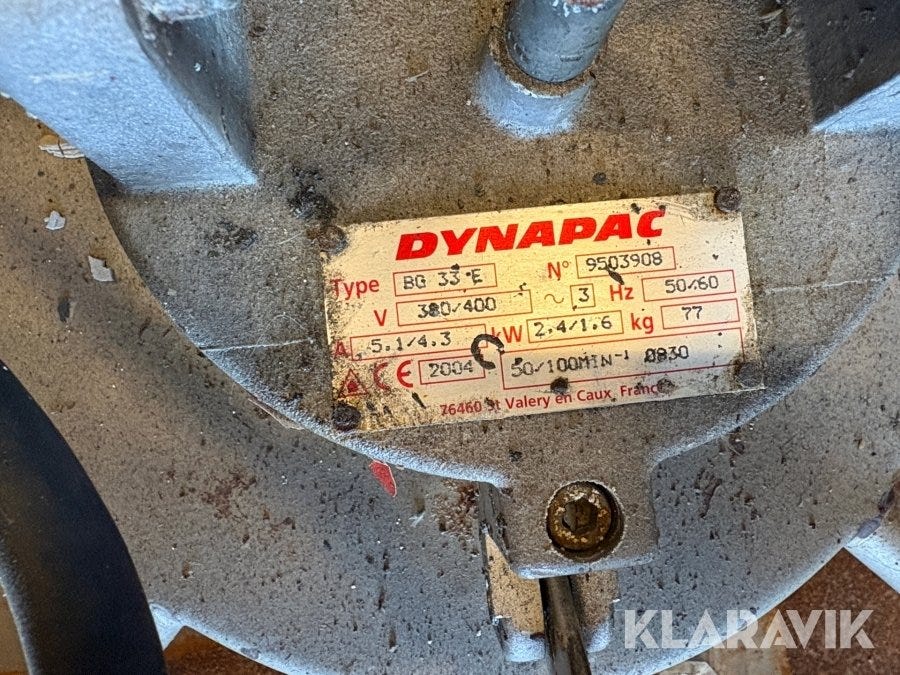 DYNAPAC
Type BG 33 E N° 9503908
V 380/400 ~ 3 Hz 50/60
A 5.1/4.3 kW 2.4/1.6 kg 77
CE 2004 50/100MIN-1 0830
76460 St Valery en Caux, France
KLARAVIK